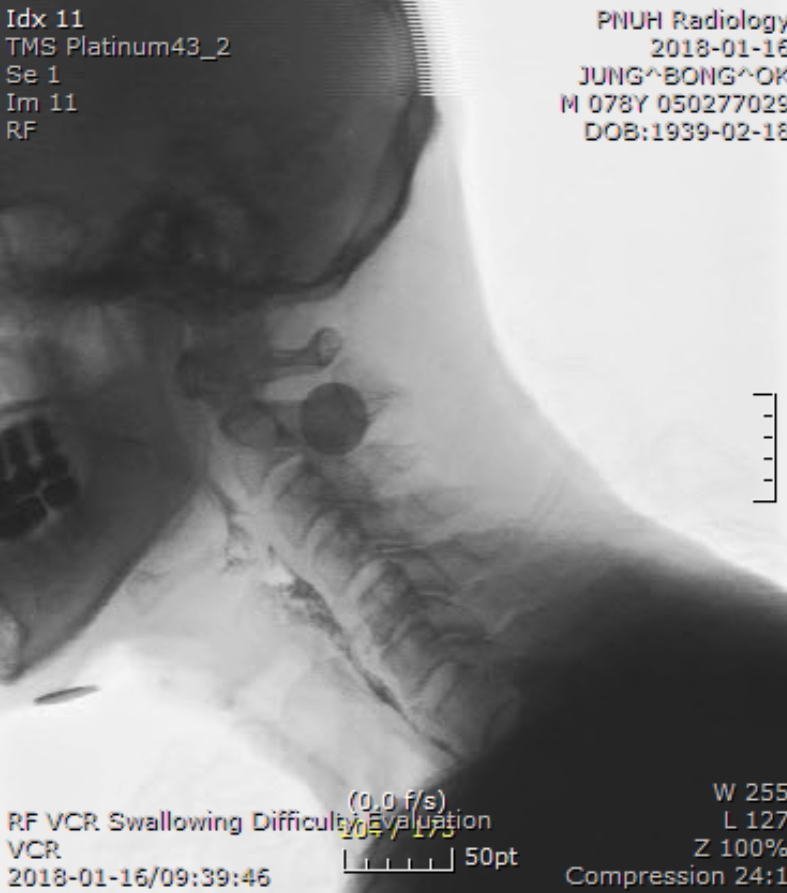 Idx 11
TMS Platinum43_2
Se 1
Im 11
RF
PNUH Radiology
2018-01-16
JUNG^BONG^OK
M 078Y 050277029
DOB:1939-02-18
(0.0 f/s)
RF VCR Swallowing Difficulty Evaluation
104 / 173
VCR
2018-01-16/09:39:46
50pt
W 255
L 127
Z 100%
Compression 24:1